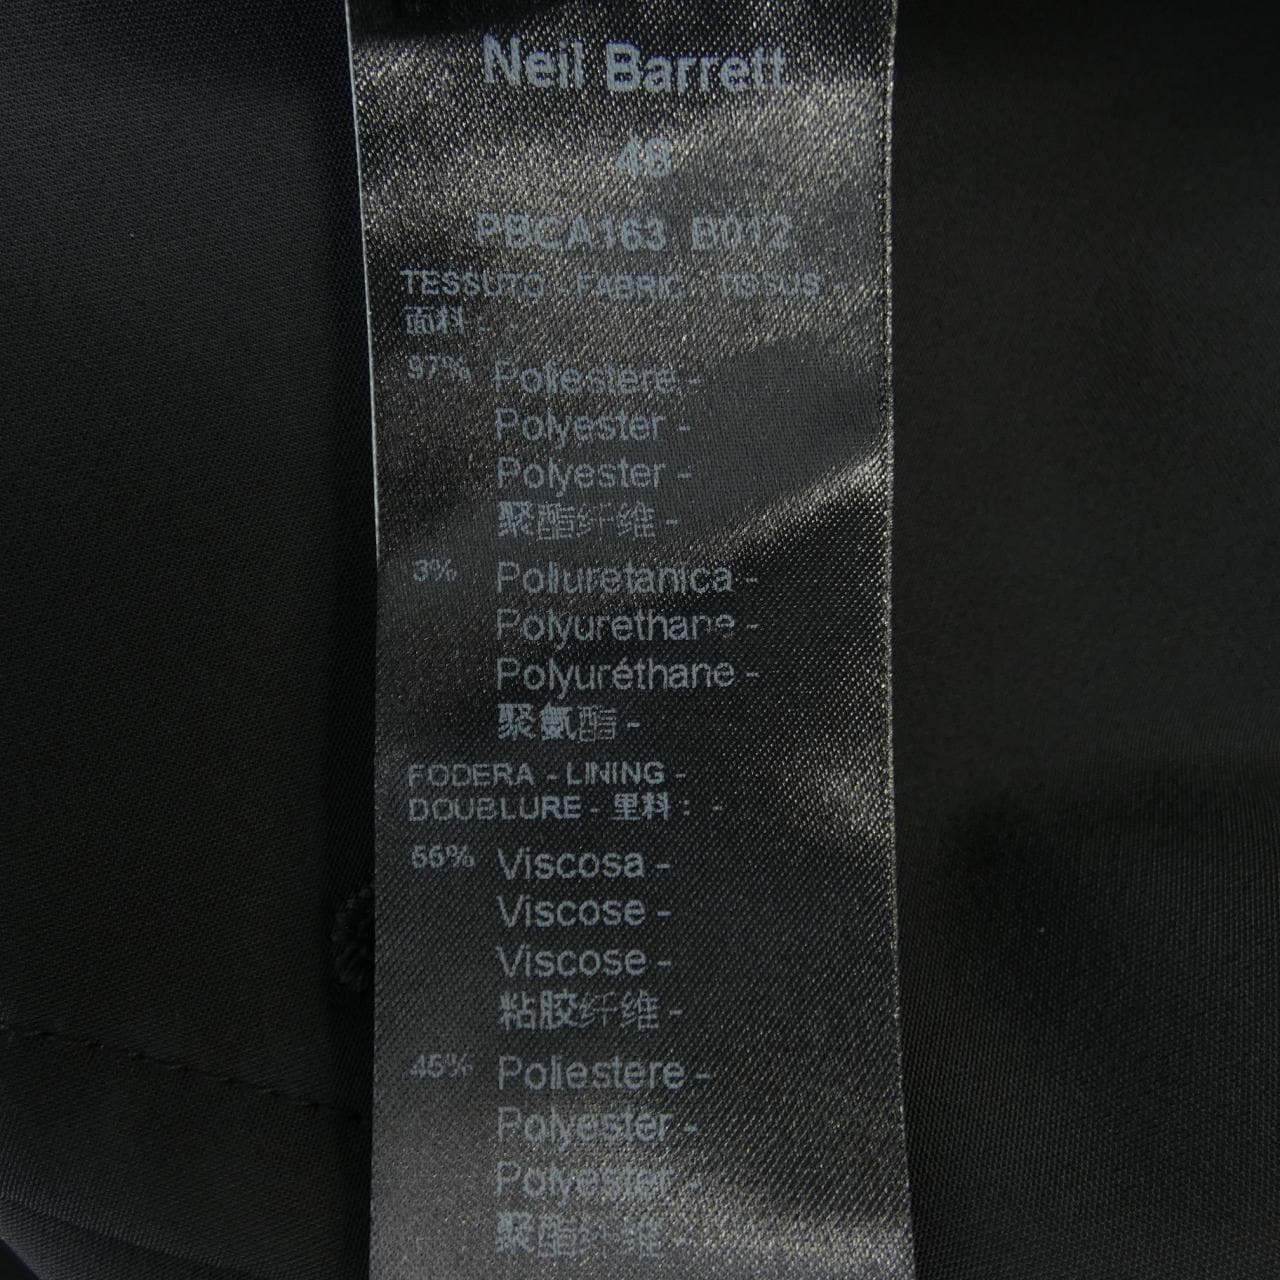 Neil Barrett
46
PBCA163 B012
TESSUTO - FABRIC - TISSUS
面料 - -
97% Poliestere -
Polyester -
Polyester -
聚酯纤维 -
3% Poliuretanica -
Polyurethane -
Polyuréthane -
聚氨酯 -
FODERA - LINING -
DOUBLURE - 里料 : -
Viscosa -
Viscose -
Viscose -
粘胶纤维 -
45% Poliestere -
Polyester -
Polyester -
聚酯纤维 -